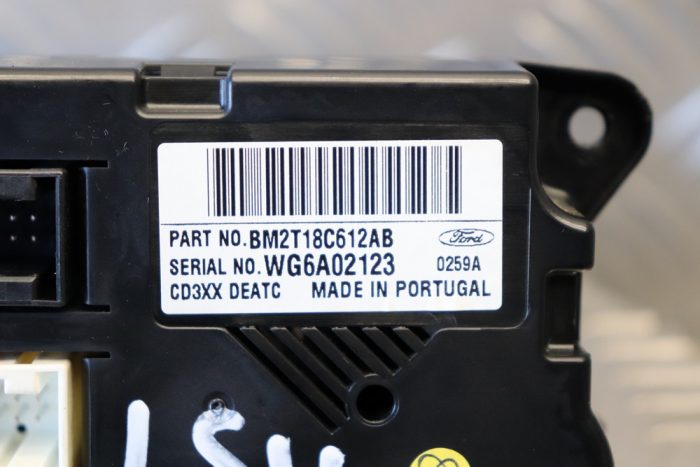 PART NO. BM2T18C612AB
Ford
SERIAL NO. WG6A02123 0259A
CD3XX DEATC MADE IN PORTUGAL